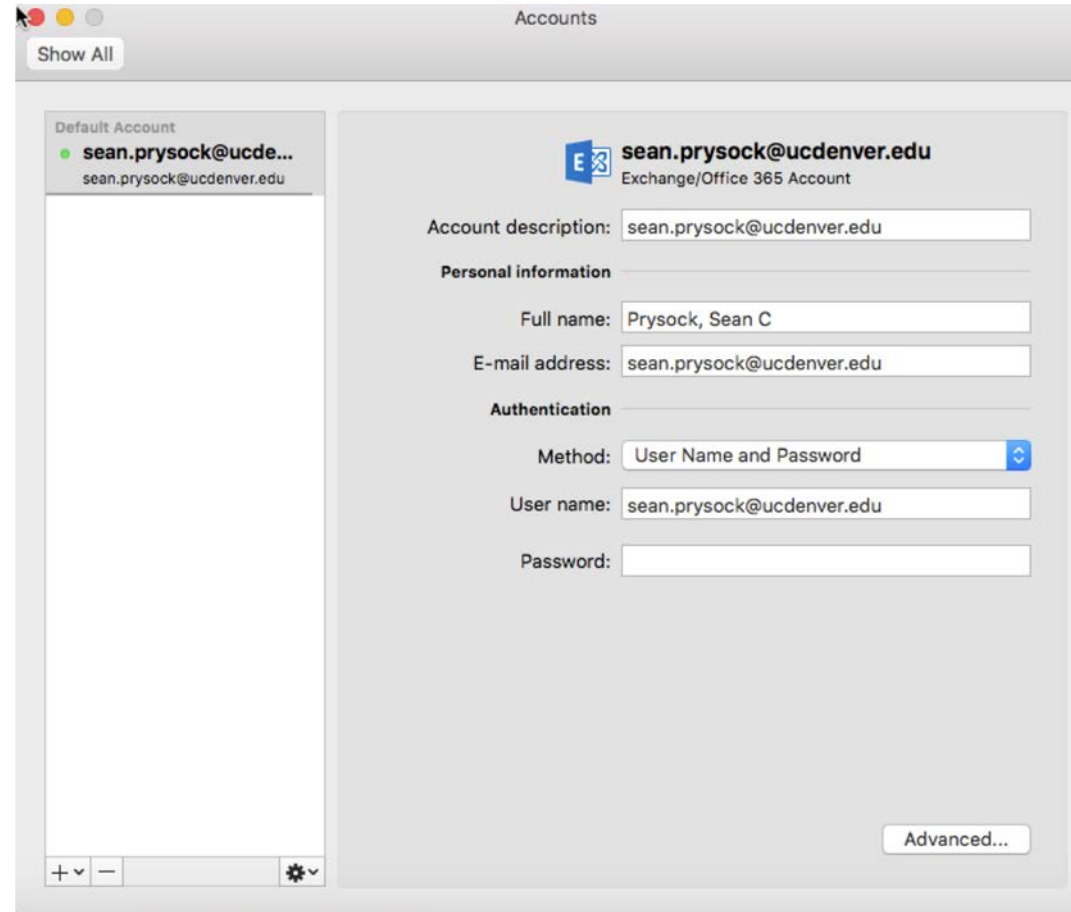 Accounts
Show All
Default Account
sean.prysock@ucde...
sean.prysock@ucdenver.edu
E
sean.prysock@ucdenver.edu
Exchange/Office 365 Account
Account description: sean.prysock@ucdenver.edu
Personal information
Full name: Prysock, Sean C
E-mail address: sean.prysock@ucdenver.edu
Authentication
Method: User Name and Password
User name: sean.prysock@ucdenver.edu
Password:
Advanced...